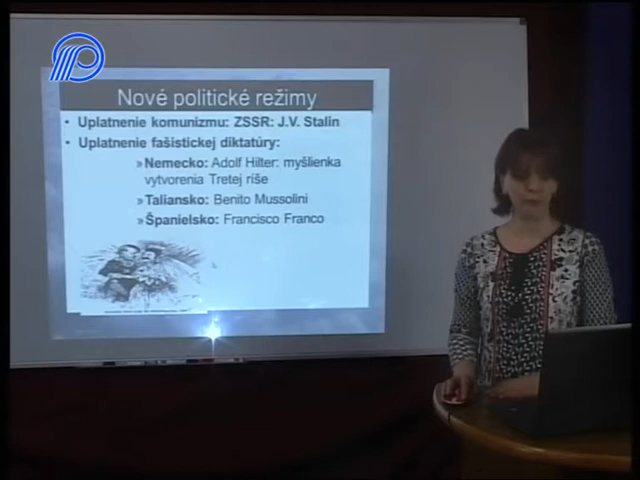 Nové politické režimy
• Uplatnenie komunizmu: ZSSR: J.V. Stalin
• Uplatnenie fašistickej diktatúry:
» Nemecko: Adolf Hilter: myšlienka
vytvorenia Tretej ríše
» Taliansko: Benito Mussolini
» Španielsko: Francisco Franco